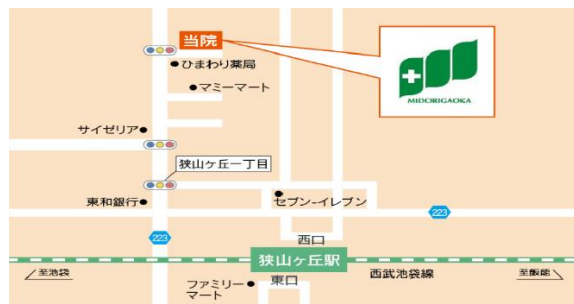 当院
ひまわり薬局
マミーマート
MIDORIGAOKA
サイゼリア
狭山ヶ丘一丁目
東和銀行
セブン-イレブン
223
西口
223
狭山ヶ丘駅
至池袋
西武池袋線
至飯能
ファミリー
マート
東口